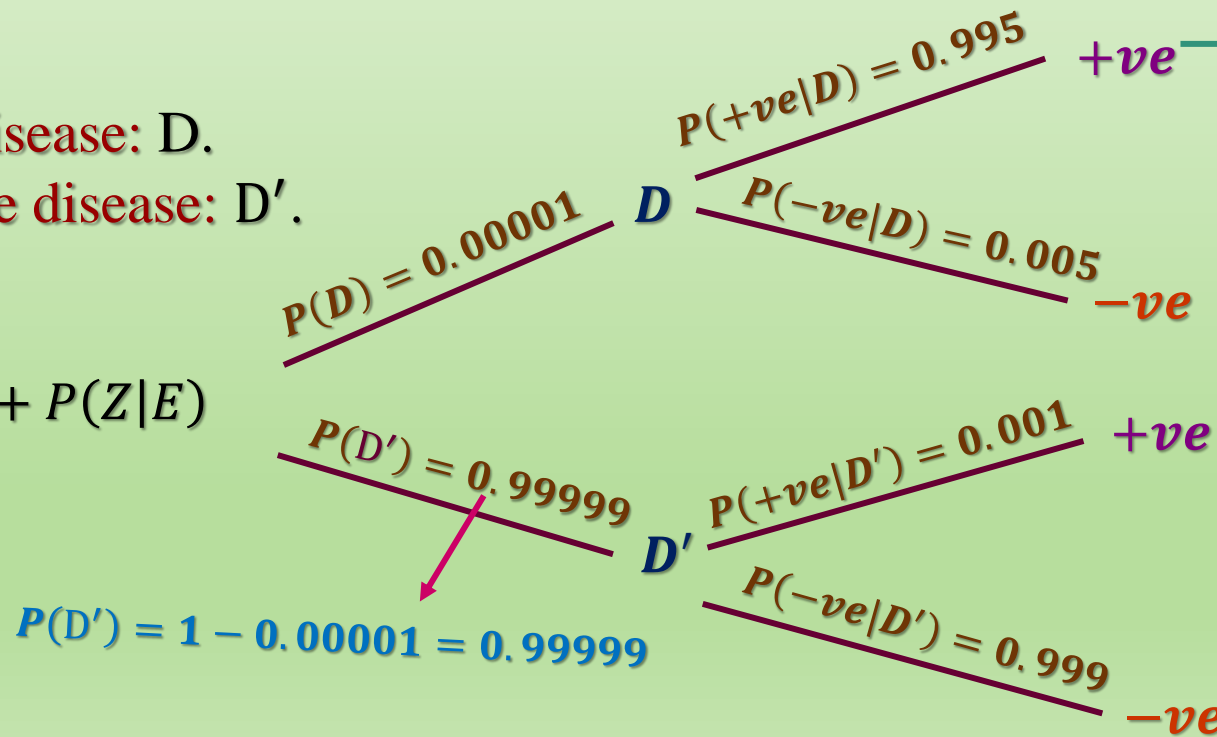 P(+ve|D) = 0.995
+ve
isease: D.
e disease: D′.
D
P(−ve|D) = 0.005
−ve
P(D) = 0.00001
+ P(Z|E)
P(D′) = 0.99999
P(+ve|D′) = 0.001
+ve
D′
P(−ve|D′) = 0.999
−ve
P(D′) = 1 − 0.00001 = 0.99999